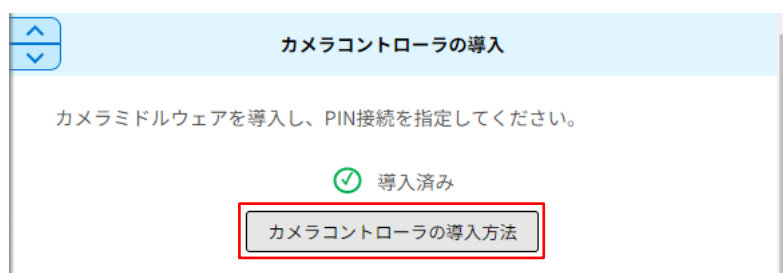 カメラコントローラの導入
カメラミドルウェアを導入し、PIN接続を指定してください。
導入済み
カメラコントローラの導入方法